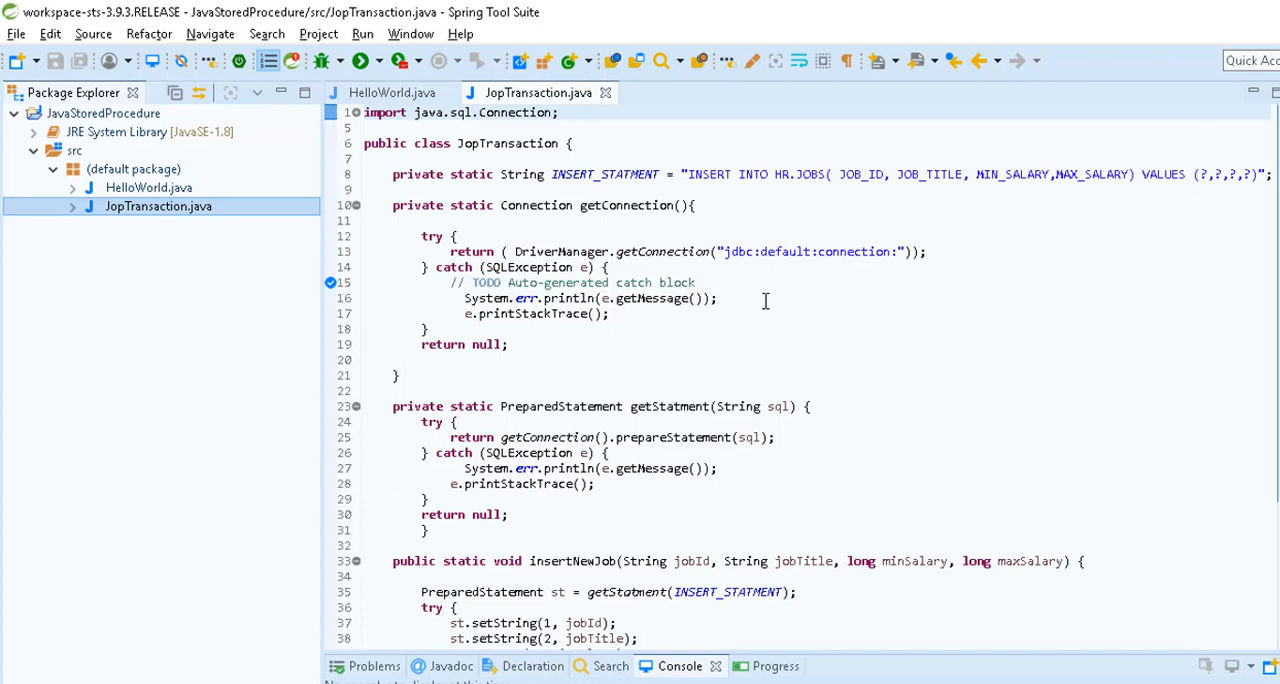 workspace-sts-3.9.3.RELEASE - JavaStoredProcedure/src/JopTransaction.java - Spring Tool Suite
File Edit Source Refactor Navigate Search Project Run Window Help
Quick Acc
Package Explorer
HelloWorld.java
JopTransaction.java
JavaStoredProcedure
JRE System Library [JavaSE-1.8]
src
(default package)
HelloWorld.java
JopTransaction.java
1 import java.sql.Connection;
5
6 public class JopTransaction {
7
8 private static String INSERT_STATMENT = "INSERT INTO HR.JOBS( JOB_ID, JOB_TITLE, MIN_SALARY,MAX_SALARY) VALUES (?,?,?,?)";
9
10 private static Connection getConnection(){
11
12 try {
13 return ( DriverManager.getConnection("jdbc:default:connection:"));
14 } catch (SQLException e) {
15 // TODO Auto-generated catch block
16 System.err.println(e.getMessage());
17 e.printStackTrace();
18 }
19 return null;
20
21 }
22
23 private static PreparedStatement getStatment(String sql) {
24 try {
25 return getConnection().prepareStatement(sql);
26 } catch (SQLException e) {
27 System.err.println(e.getMessage());
28 e.printStackTrace();
29 }
30 return null;
31 }
32
33 public static void insertNewJob(String jobId, String jobTitle, long minSalary, long maxSalary) {
34
35 PreparedStatement st = getStatment(INSERT_STATMENT);
36 try {
37 st.setString(1, jobId);
38 st.setString(2, jobTitle);
Problems Javadoc Declaration Search Console Progress